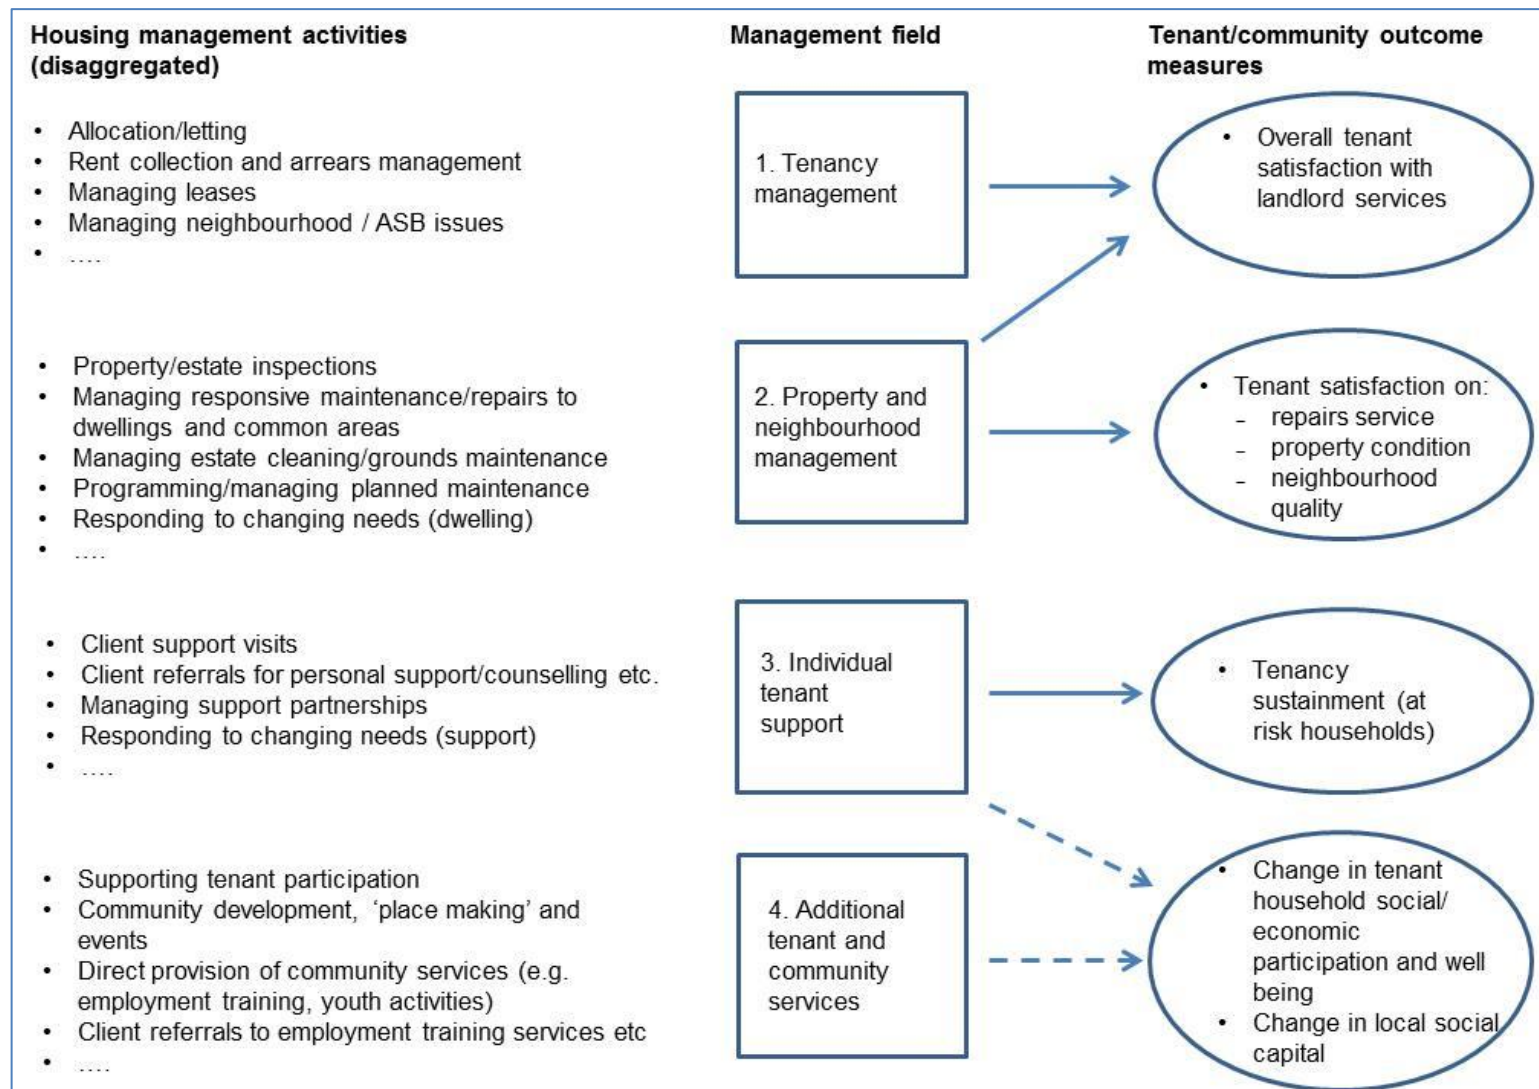 Housing management activities
(disaggregated)
Management field
Tenant/community outcome
measures
• Allocation/letting
• Rent collection and arrears management
• Managing leases
• Managing neighbourhood / ASB issues
• ....
1. Tenancy
management
• Overall tenant
satisfaction with
landlord services
• Property/estate inspections
• Managing responsive maintenance/repairs to
dwellings and common areas
• Managing estate cleaning/grounds maintenance
• Programming/managing planned maintenance
• Responding to changing needs (dwelling)
• ....
2. Property and
neighbourhood
management
• Tenant satisfaction on:
- repairs service
- property condition
- neighbourhood
quality
• Client support visits
• Client referrals for personal support/counselling etc.
• Managing support partnerships
• Responding to changing needs (support)
• ....
3. Individual
tenant
support
• Tenancy
sustainment (at
risk households)
• Supporting tenant participation
• Community development, ‘place making’ and
events
• Direct provision of community services (e.g.
employment training, youth activities)
• Client referrals to employment training services etc
• ....
4. Additional
tenant and
community
services
• Change in tenant
household social/
economic
participation and well
being
• Change in local social
capital